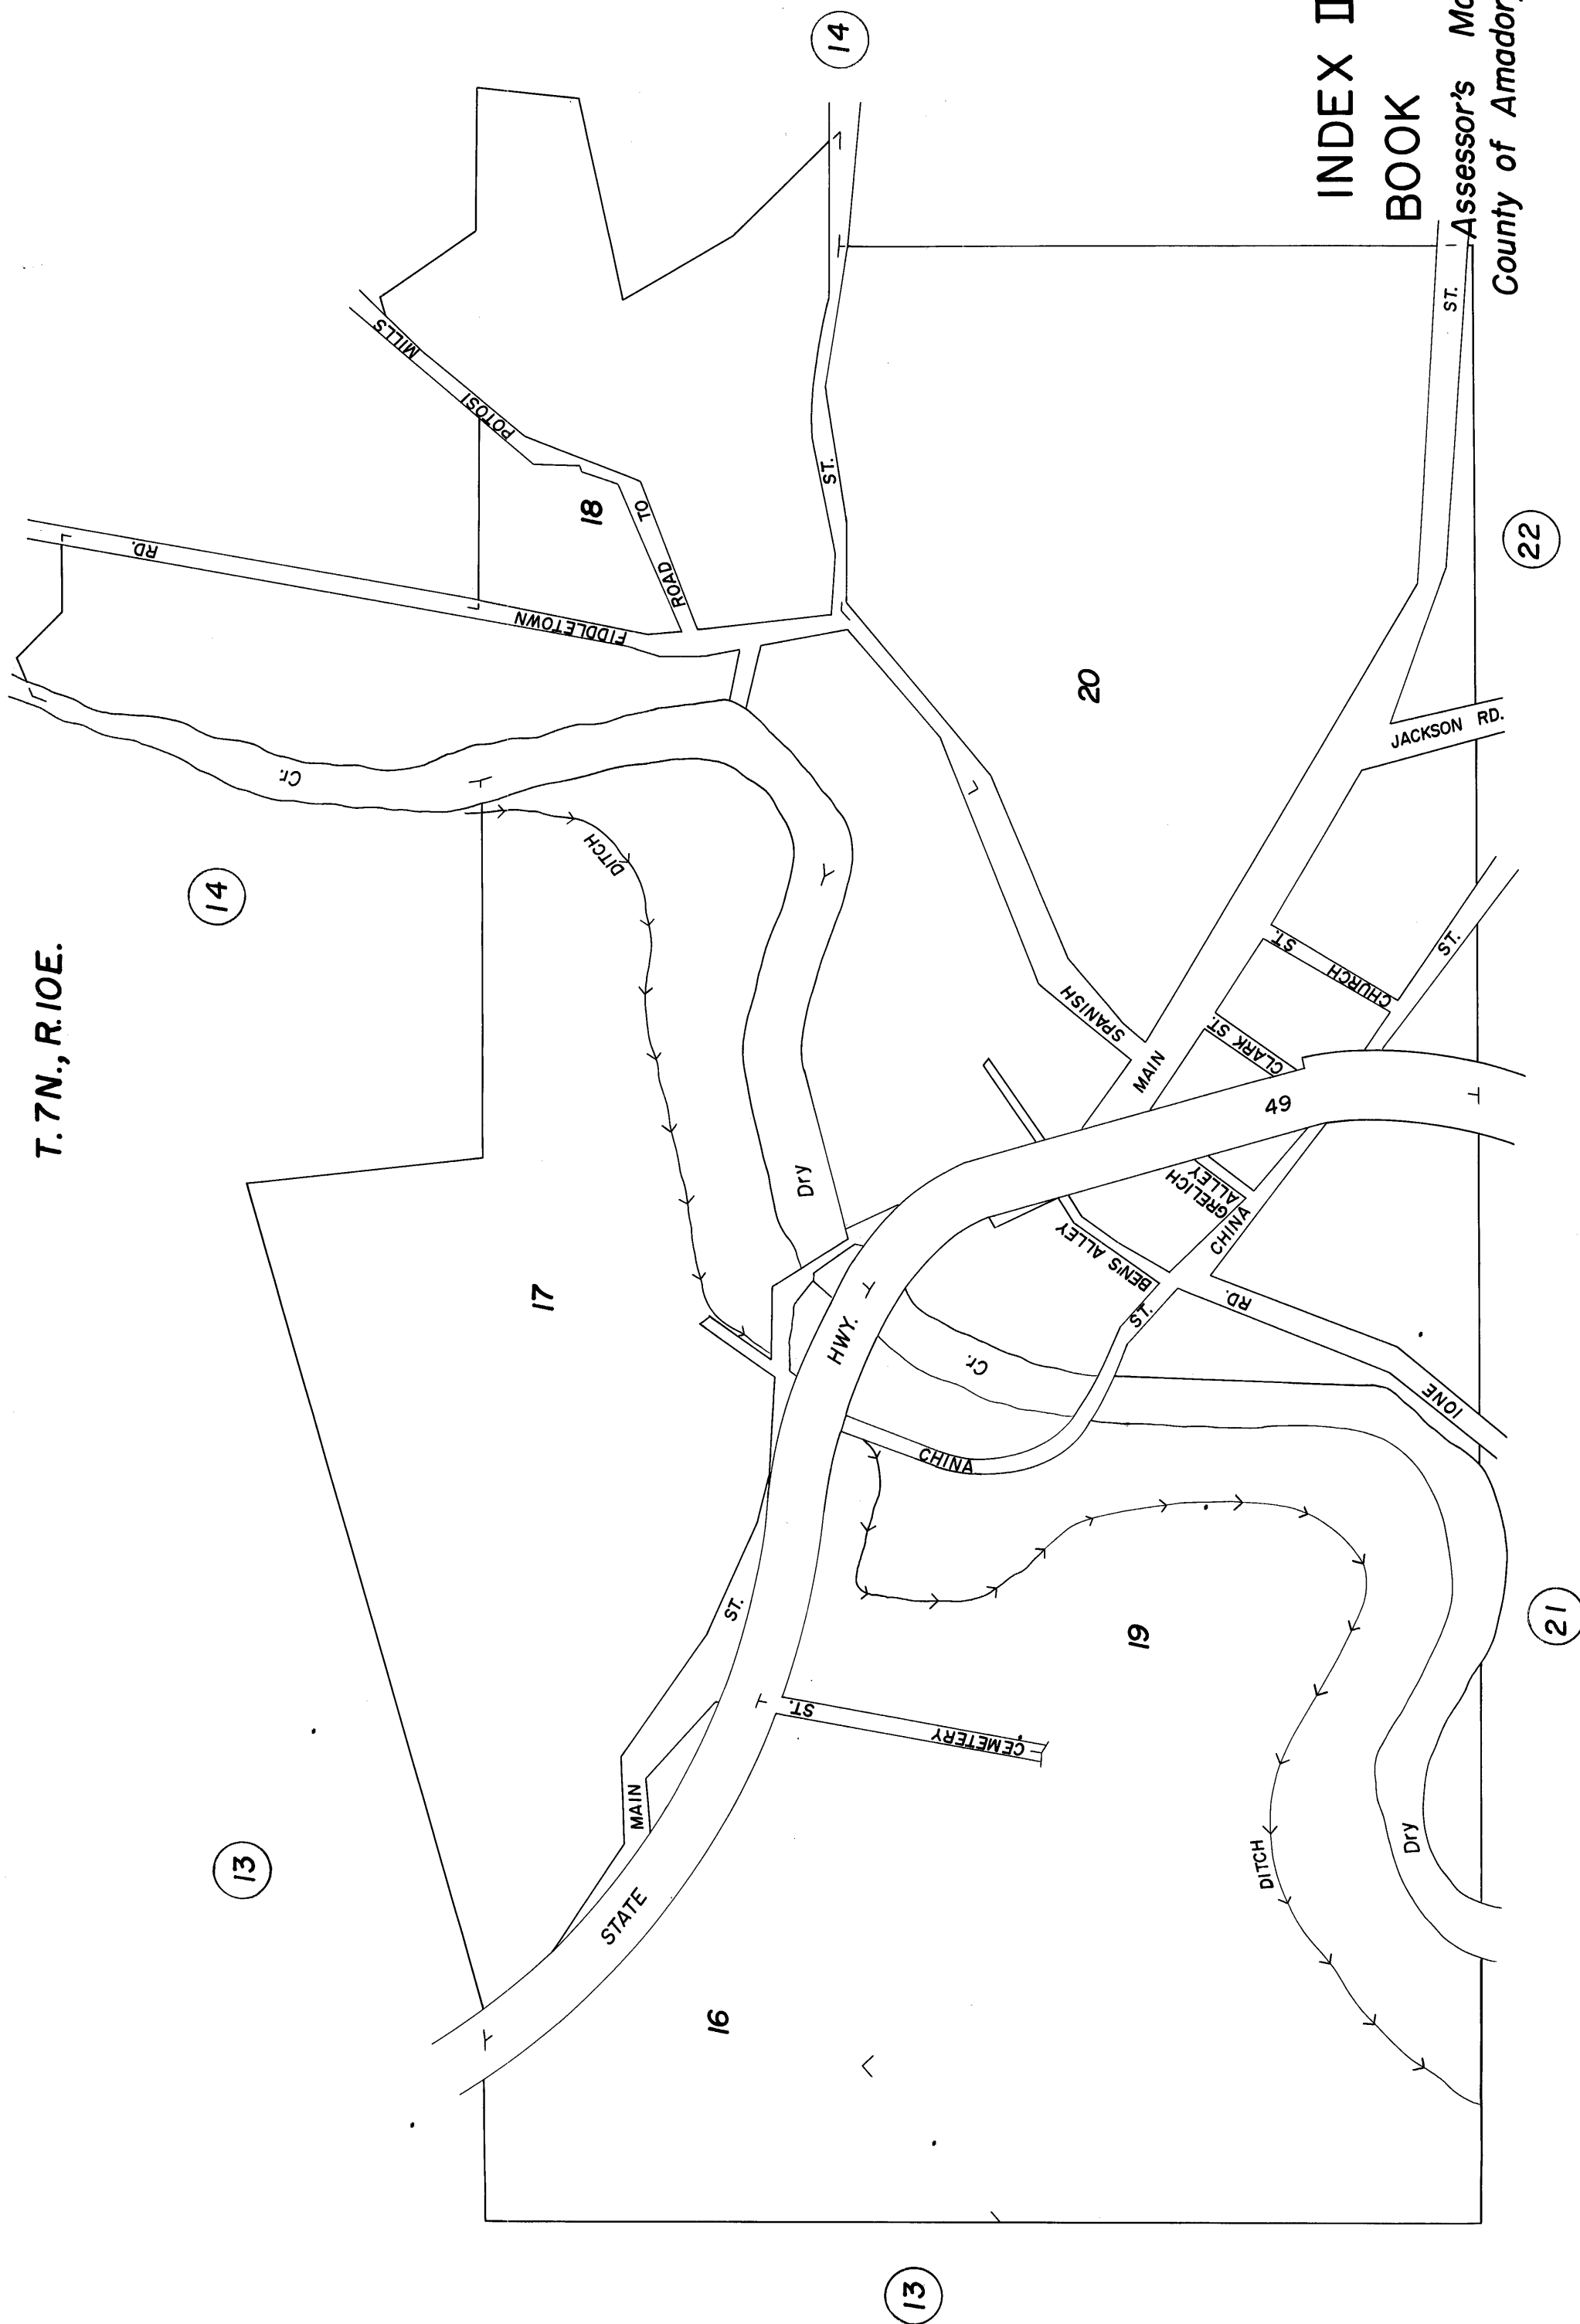 T. 7N., R.10E.
14
14
13
13
21
22
INDEX II
BOOK
Assessor's
County of Amador,
16
17
18
19
20
STATE
HWY.
49
MAIN
ST.
MAIN
ST.
SPANISH
ST.
FIDDLETOWN
RD.
ROAD TO
POTOSI
MILLS
JACKSON RD.
CHURCH ST.
CLARK ST.
GRELICH
ALLEY
BEN'S ALLEY
CHINA
ST.
CHINA
ST.
IONE
RD.
CEMETERY
ST.
DITCH
DITCH
Dry
Cr.
Dry
Cr.